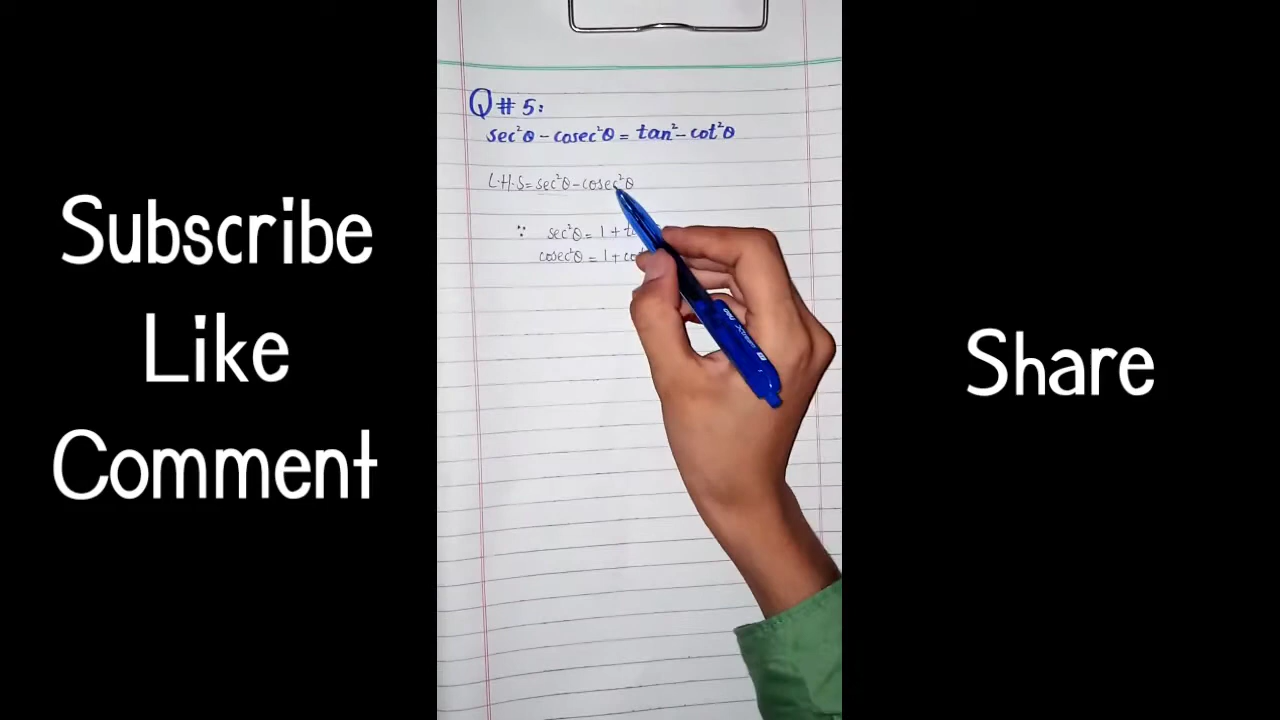 Subscribe
Like
Comment
Q # 5:
sec²θ - cosec²θ = tan² - cot²θ
L.H.S = sec²θ - cosec²θ
∵ sec²θ = 1 +
cosec²θ = 1 +
Share